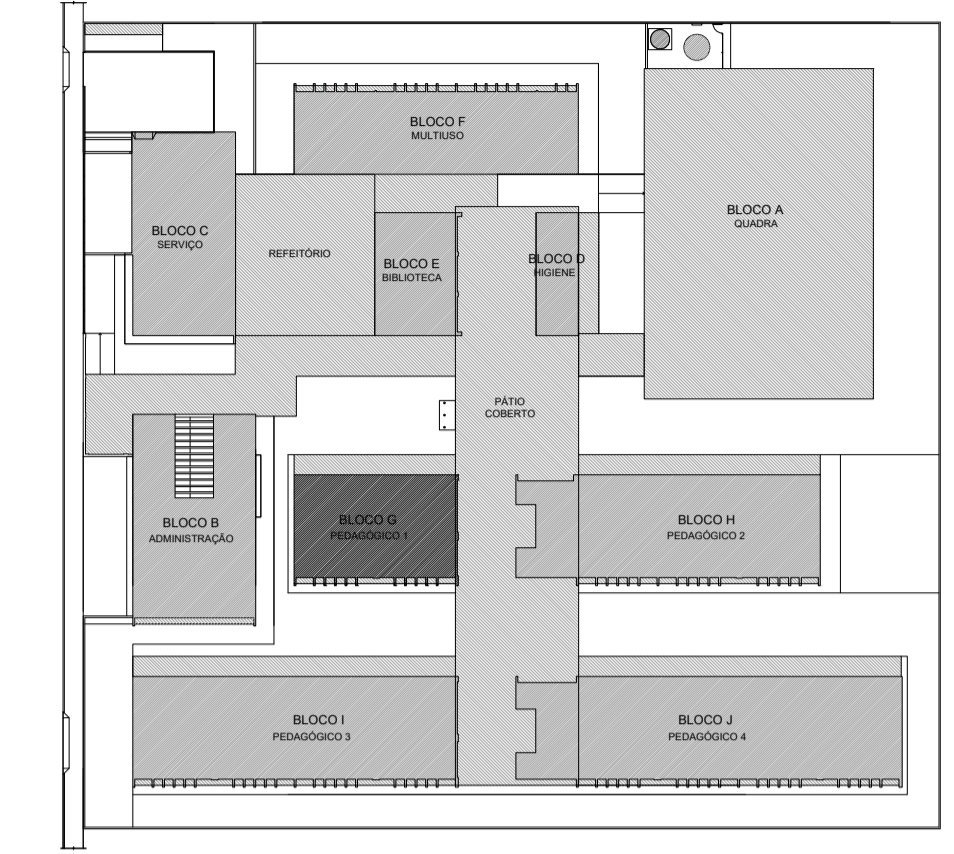 BLOCO F
MULTIUSO
BLOCO A
QUADRA
BLOCO C
SERVIÇO
REFEITÓRIO
BLOCO E
BIBLIOTECA
BLOCO D
HIGIENE
PÁTIO
COBERTO
BLOCO B
ADMINISTRAÇÃO
BLOCO G
PEDAGÓGICO 1
BLOCO H
PEDAGÓGICO 2
BLOCO I
PEDAGÓGICO 3
BLOCO J
PEDAGÓGICO 4